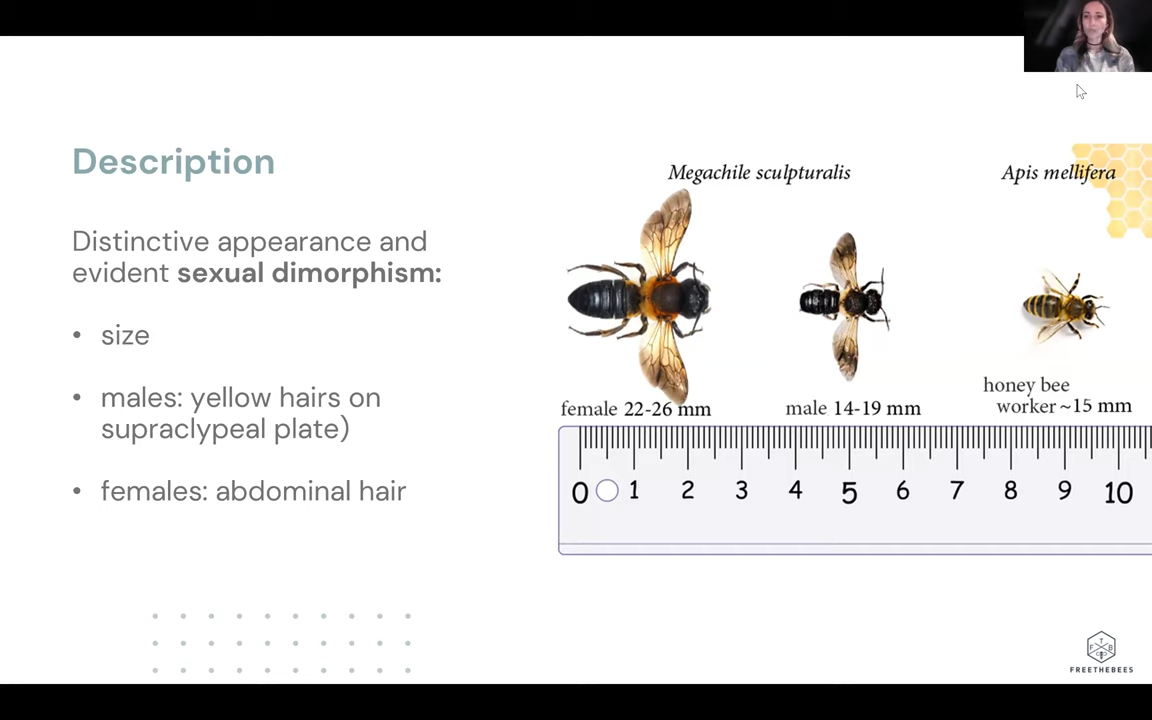 Description
Distinctive appearance and
evident sexual dimorphism:
• size
• males: yellow hairs on
supraclypeal plate)
• females: abdominal hair
Megachile sculpturalis
Apis mellifera
female 22-26 mm
male 14-19 mm
honey bee
worker ~15 mm
0 1 2 3 4 5 6 7 8 9 10
T
F B
FREETHEBEES